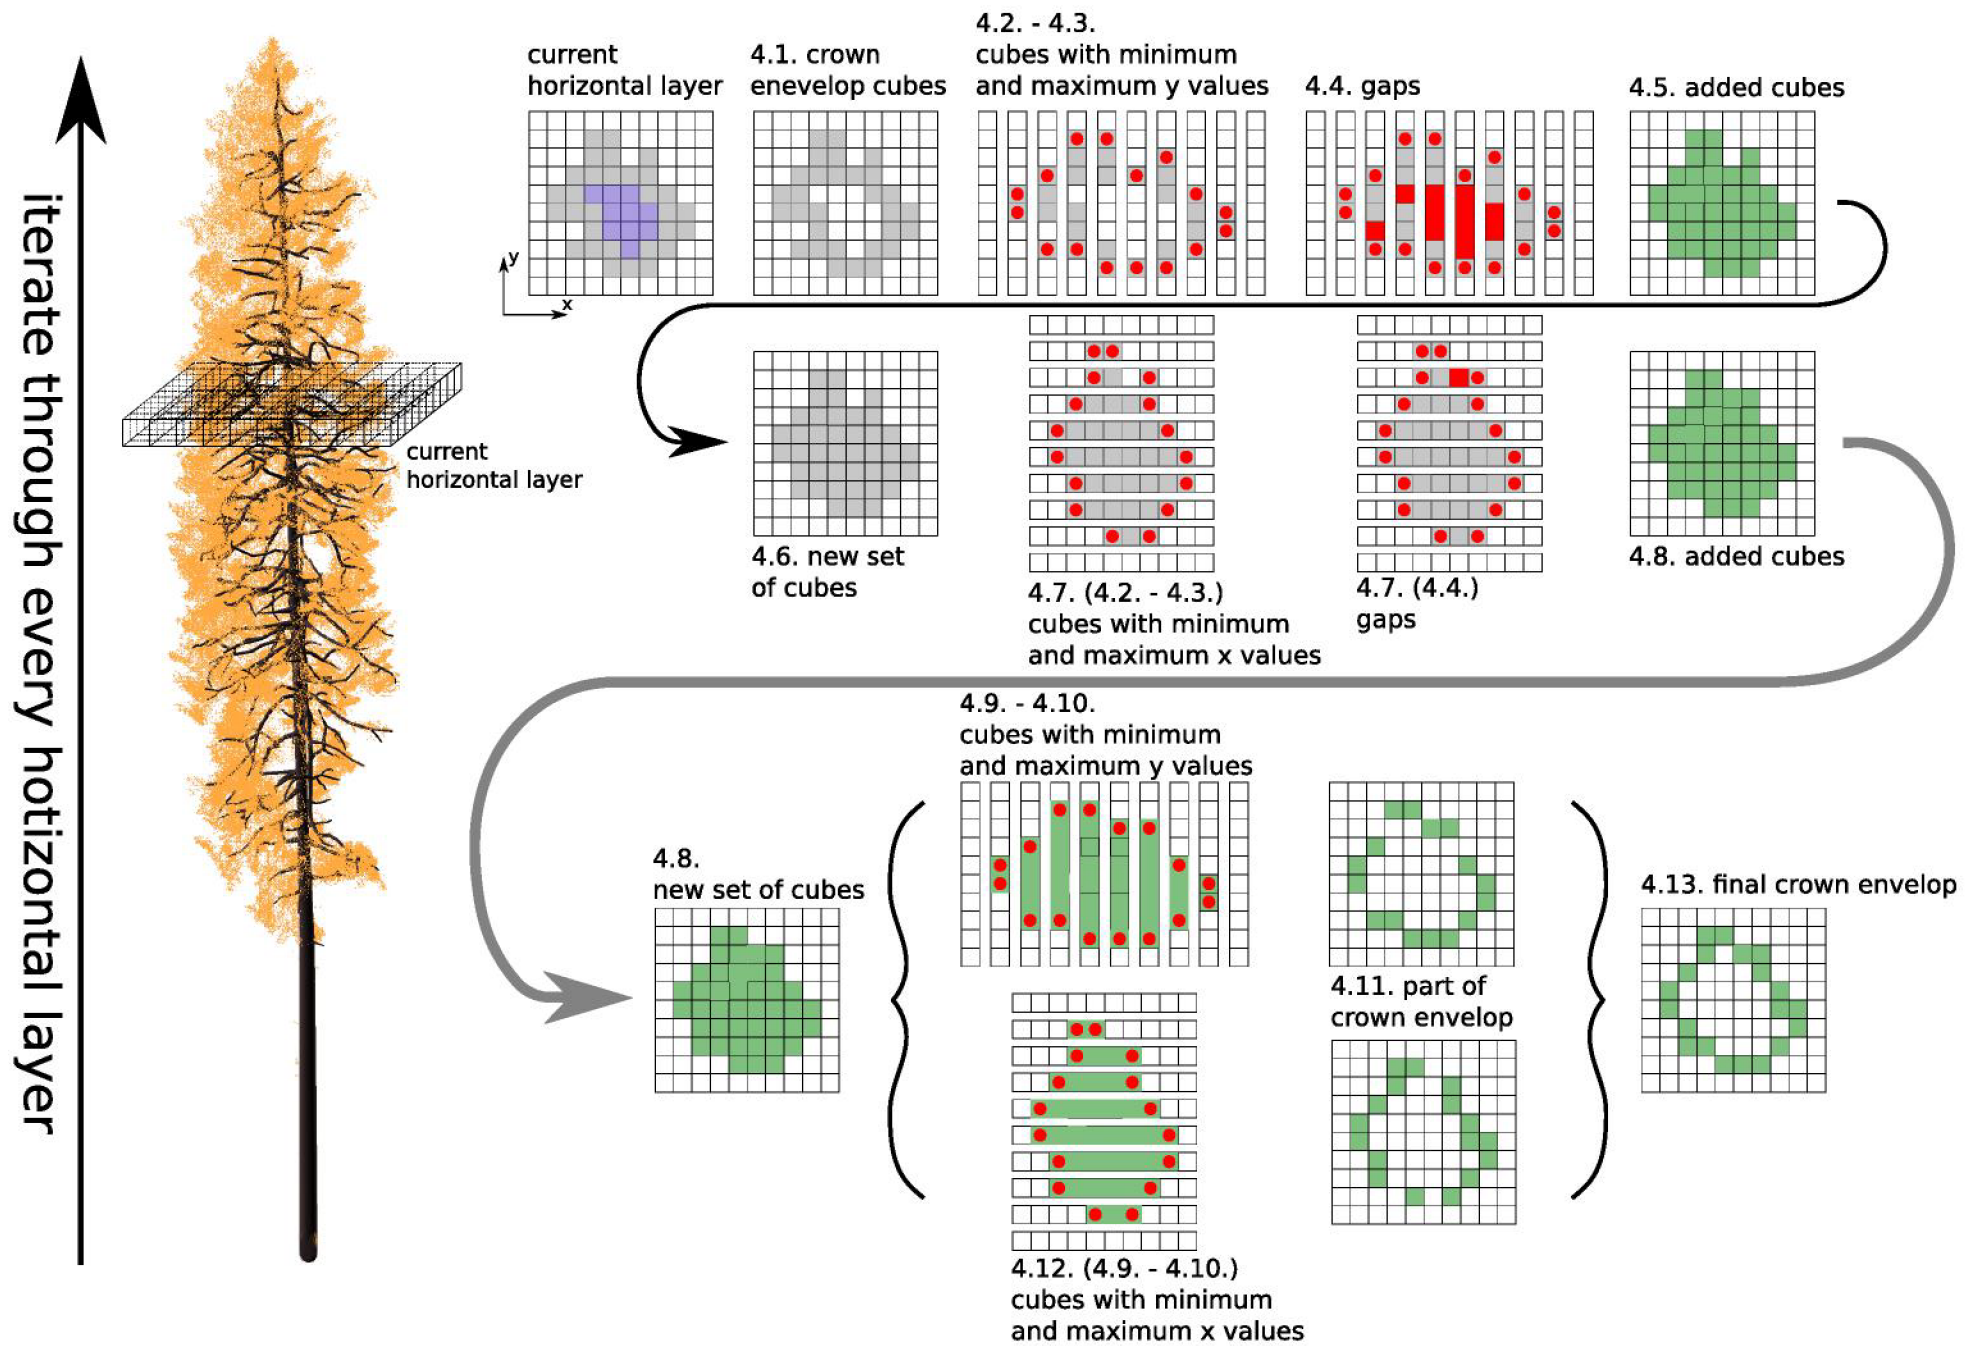 iterate through every hotizontal layer
current
horizontal layer
current
horizontal layer
y
x
4.1. crown
enevelop cubes
4.2. - 4.3.
cubes with minimum
and maximum y values
4.4. gaps
4.5. added cubes
4.6. new set
of cubes
4.7. (4.2. - 4.3.)
cubes with minimum
and maximum x values
4.7. (4.4.)
gaps
4.8. added cubes
4.8.
new set of cubes
4.9. - 4.10.
cubes with minimum
and maximum y values
4.11. part of
crown envelop
4.12. (4.9. - 4.10.)
cubes with minimum
and maximum x values
4.13. final crown envelop